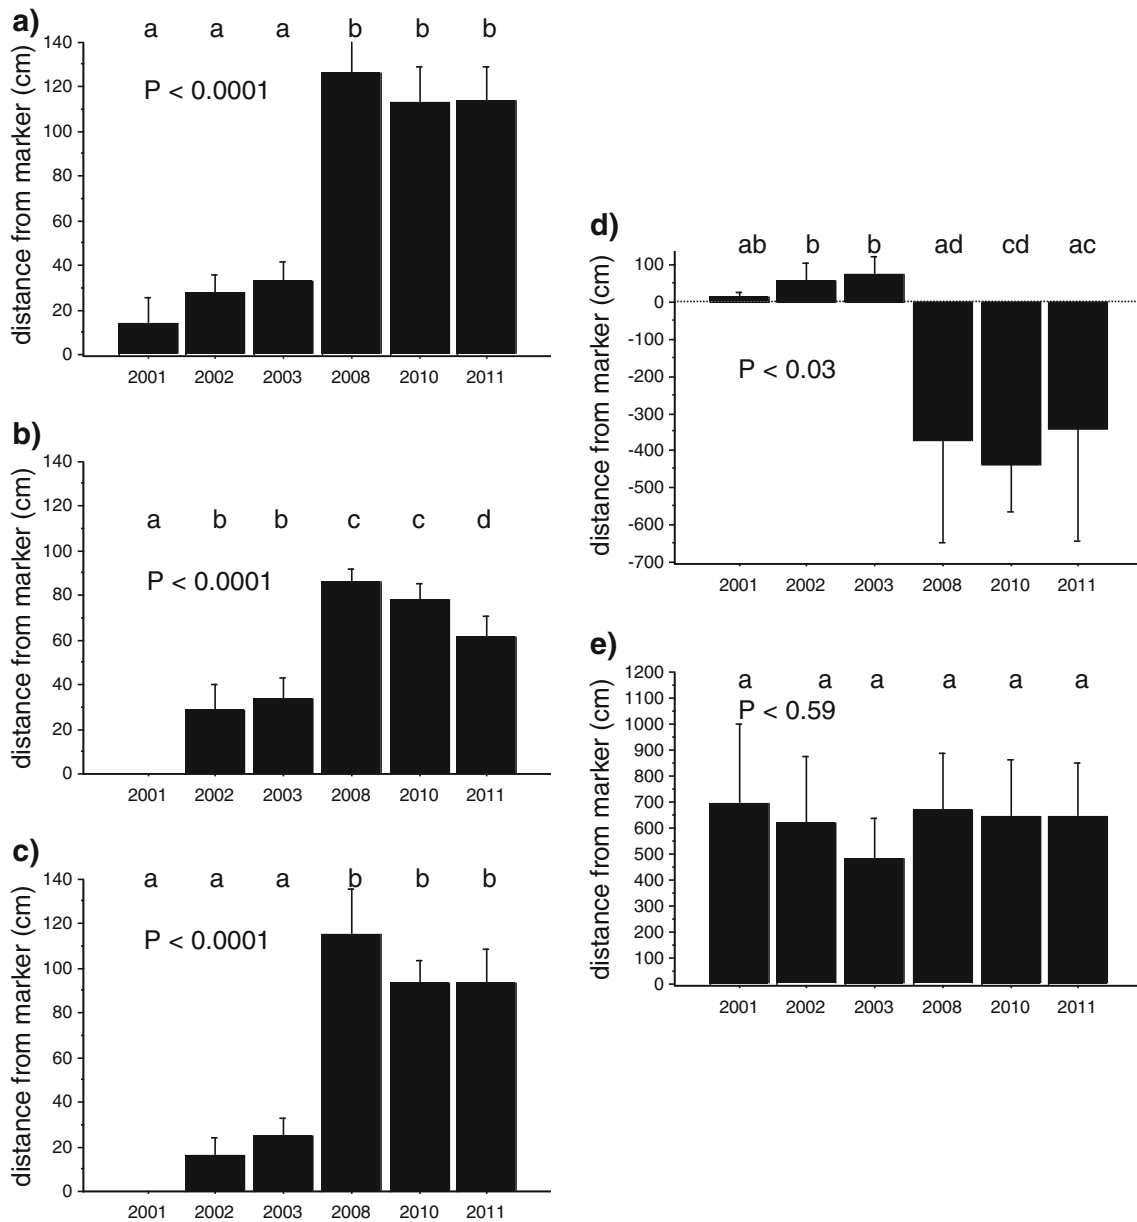 a)
a a a b b b
P < 0.0001
distance from marker (cm)
140
120
100
80
60
40
20
0
2001 2002 2003 2008 2010 2011
b)
a b b c c d
P < 0.0001
distance from marker (cm)
140
120
100
80
60
40
20
0
2001 2002 2003 2008 2010 2011
c)
a a a b b b
P < 0.0001
distance from marker (cm)
140
120
100
80
60
40
20
0
2001 2002 2003 2008 2010 2011
d)
ab b b ad cd ac
P < 0.03
distance from marker (cm)
100
0
-100
-200
-300
-400
-500
-600
-700
2001 2002 2003 2008 2010 2011
e)
a a a a a a
P < 0.59
distance from marker (cm)
1200
1100
1000
900
800
700
600
500
400
300
200
100
0
2001 2002 2003 2008 2010 2011